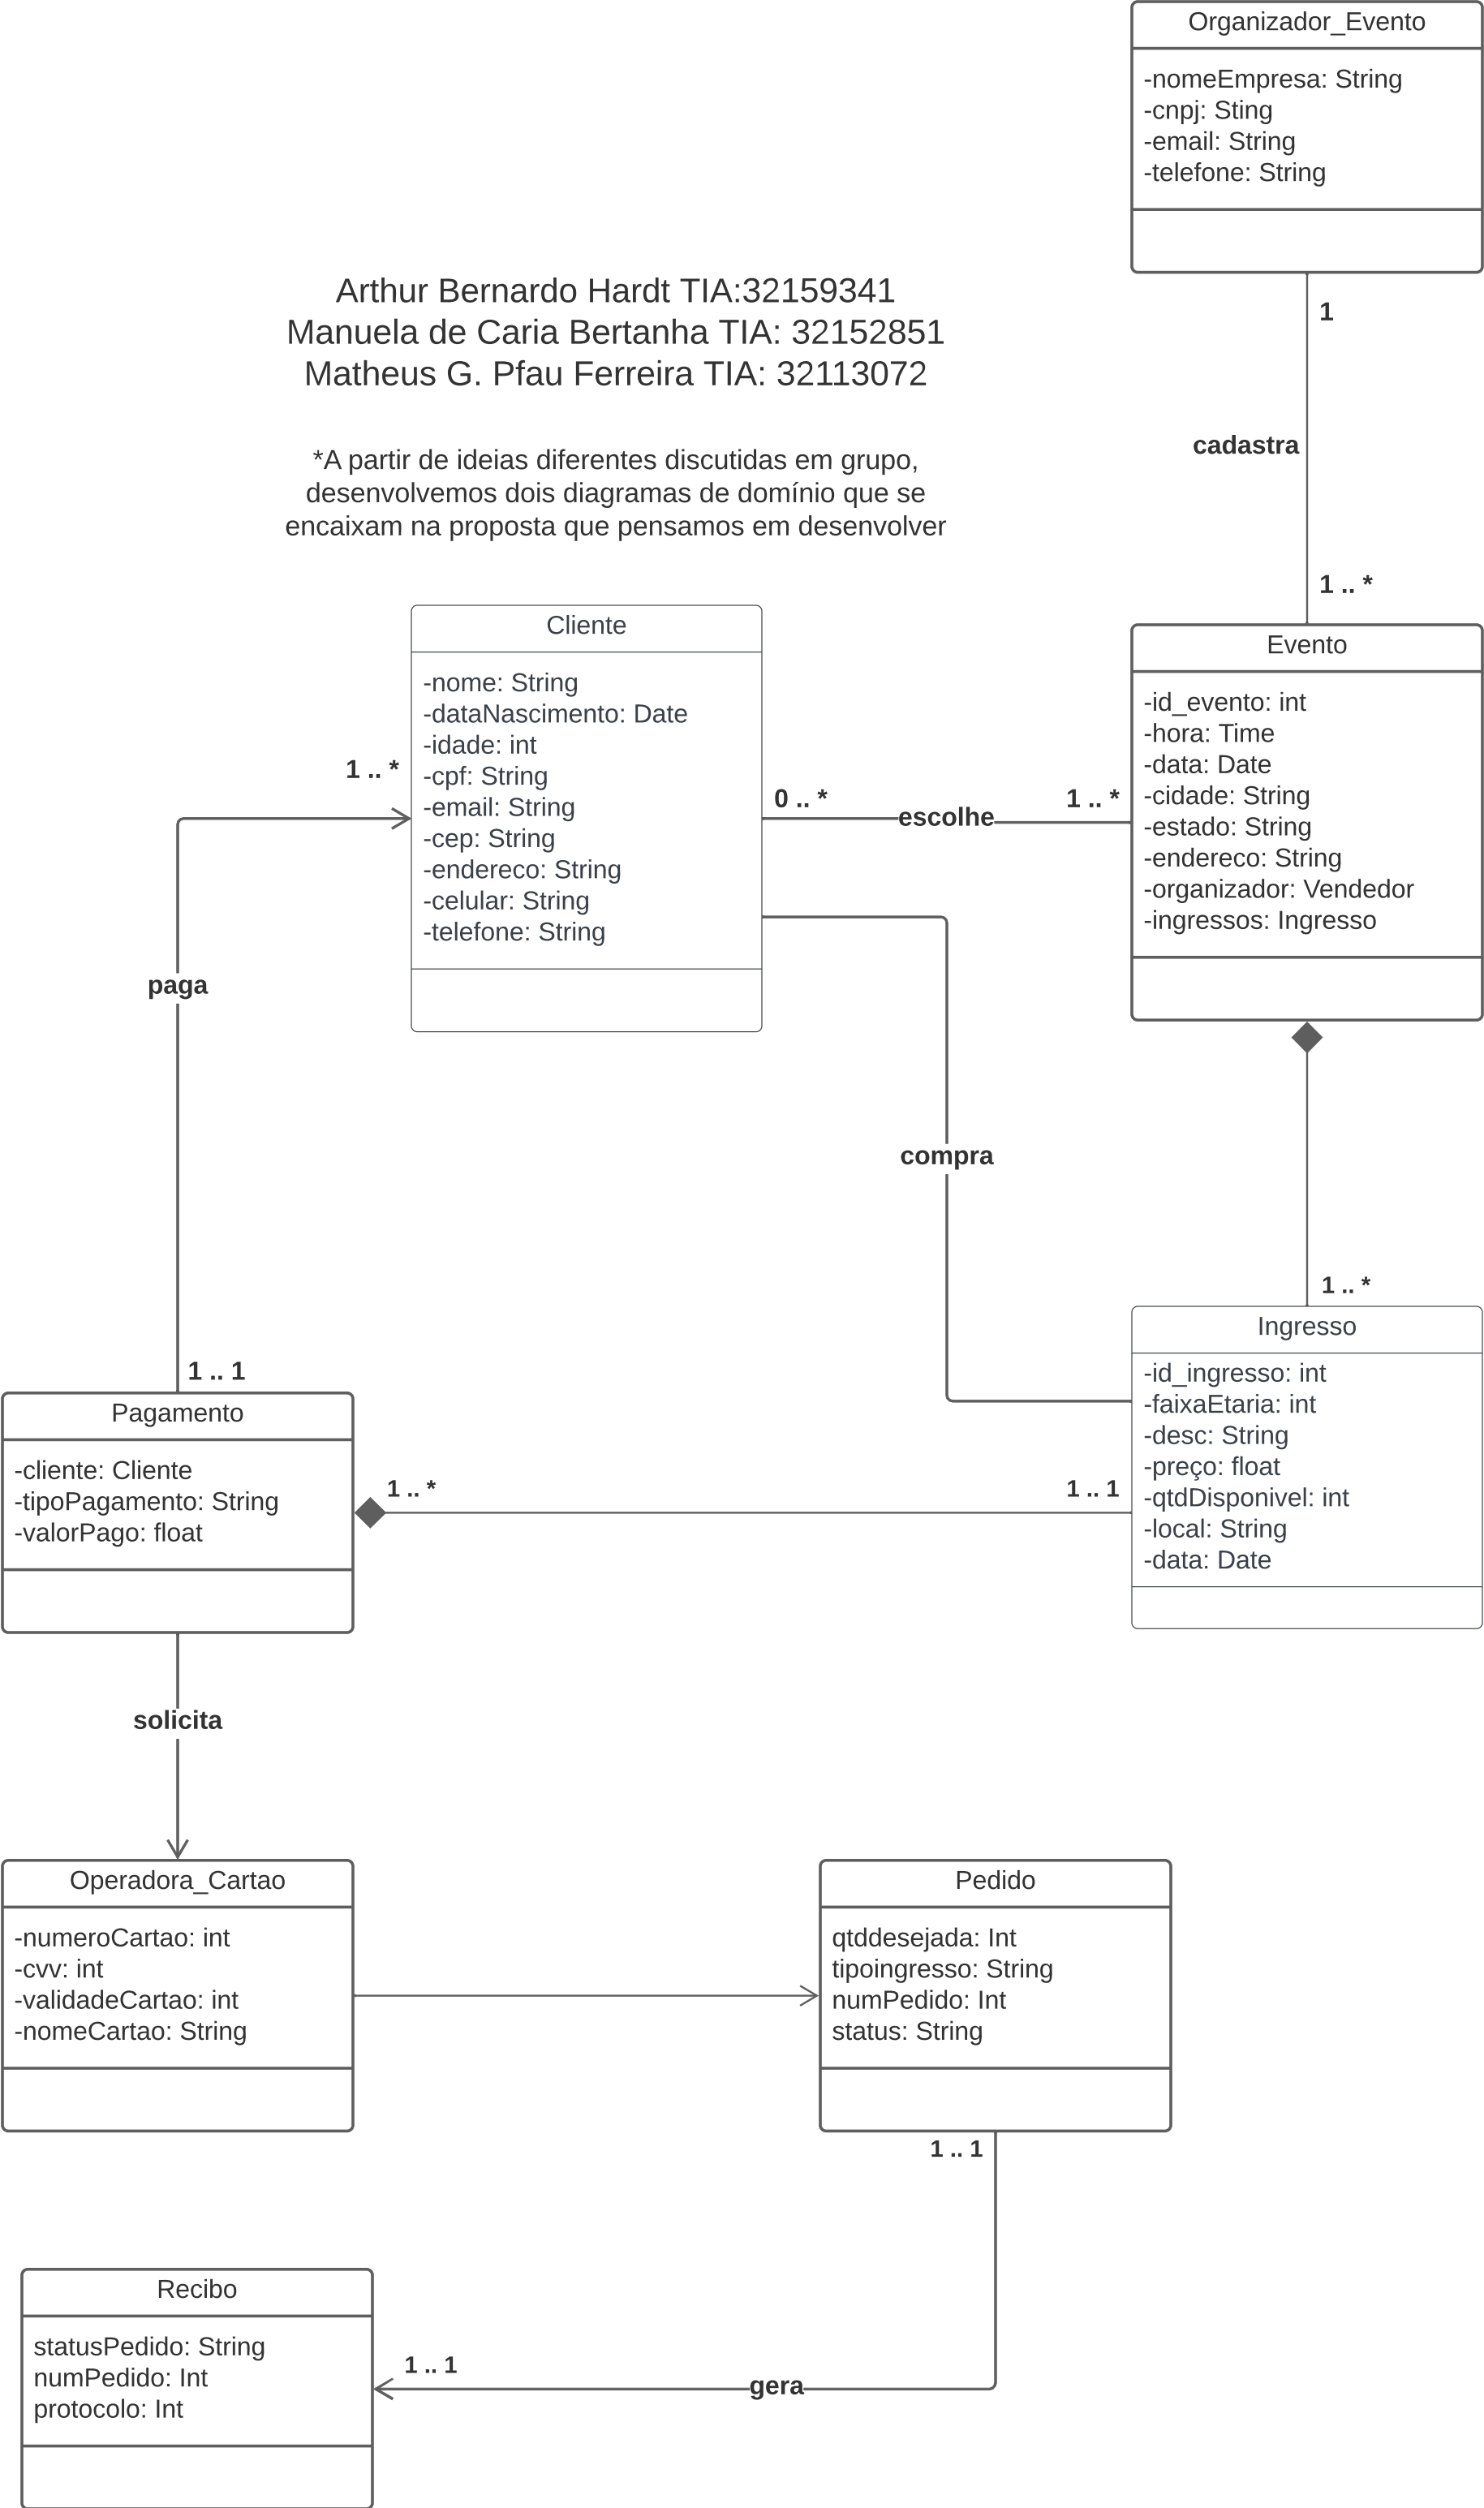 Organizador_Evento
-nomeEmpresa: String
-cnpj: Sting
-email: String
-telefone: String
Arthur Bernardo Hardt TIA:32159341
Manuela de Caria Bertanha TIA: 32152851
Matheus G. Pfau Ferreira TIA: 32113072
*A partir de ideias diferentes discutidas em grupo,
desenvolvemos dois diagramas de domínio que se
encaixam na proposta que pensamos em desenvolver
1
cadastra
1 .. *
Cliente
-nome: String
-dataNascimento: Date
-idade: int
-cpf: String
-email: String
-cep: String
-endereco: String
-celular: String
-telefone: String
Evento
-id_evento: int
-hora: Time
-data: Date
-cidade: String
-estado: String
-endereco: String
-organizador: Vendedor
-ingressos: Ingresso
1 .. *
0 .. *
escolhe
1 .. *
paga
compra
1 .. *
1 .. 1
Ingresso
-id_ingresso: int
-faixaEtaria: int
-desc: String
-preço: float
-qtdDisponivel: int
-local: String
-data: Date
Pagamento
-cliente: Cliente
-tipoPagamento: String
-valorPago: float
1 .. *
1 .. 1
solicita
Operadora_Cartao
-numeroCartao: int
-cvv: int
-validadeCartao: int
-nomeCartao: String
Pedido
qtddesejada: Int
tipoingresso: String
numPedido: Int
status: String
1 .. 1
Recibo
statusPedido: String
numPedido: Int
protocolo: Int
1 .. 1
gera